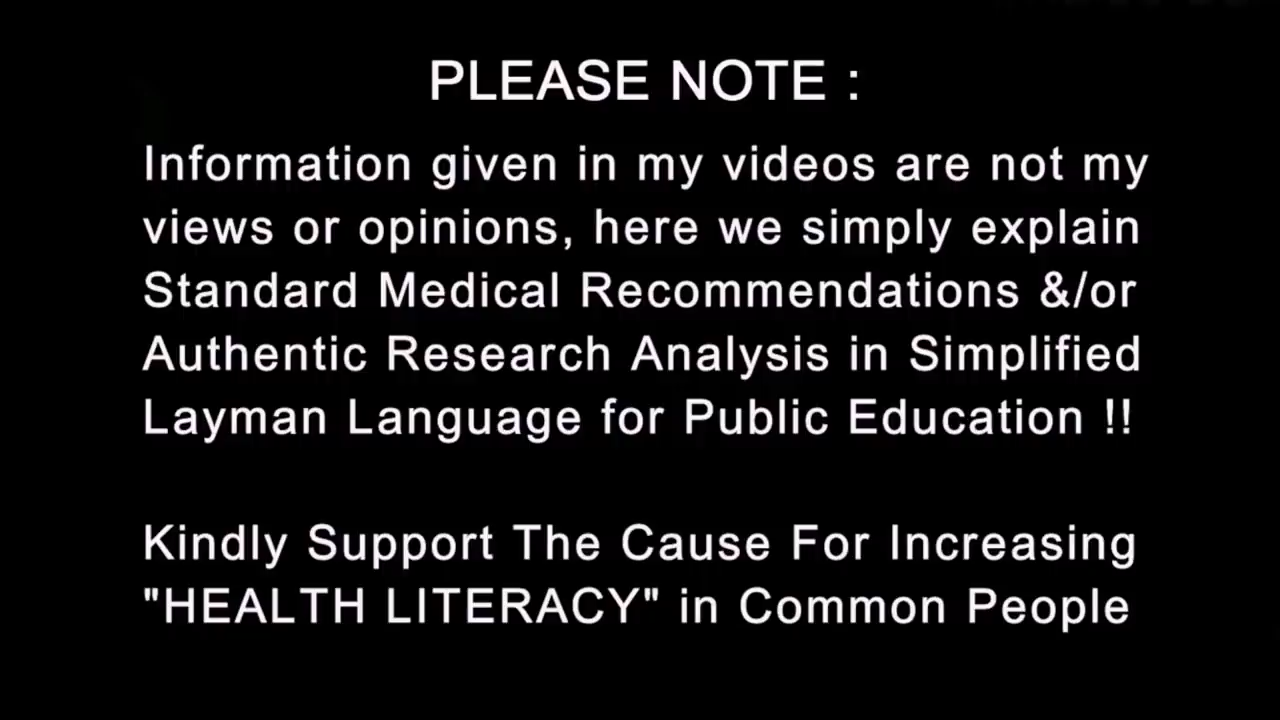 PLEASE NOTE :
Information given in my videos are not my
views or opinions, here we simply explain
Standard Medical Recommendations &/or
Authentic Research Analysis in Simplified
Layman Language for Public Education !!
Kindly Support The Cause For Increasing
"HEALTH LITERACY" in Common People